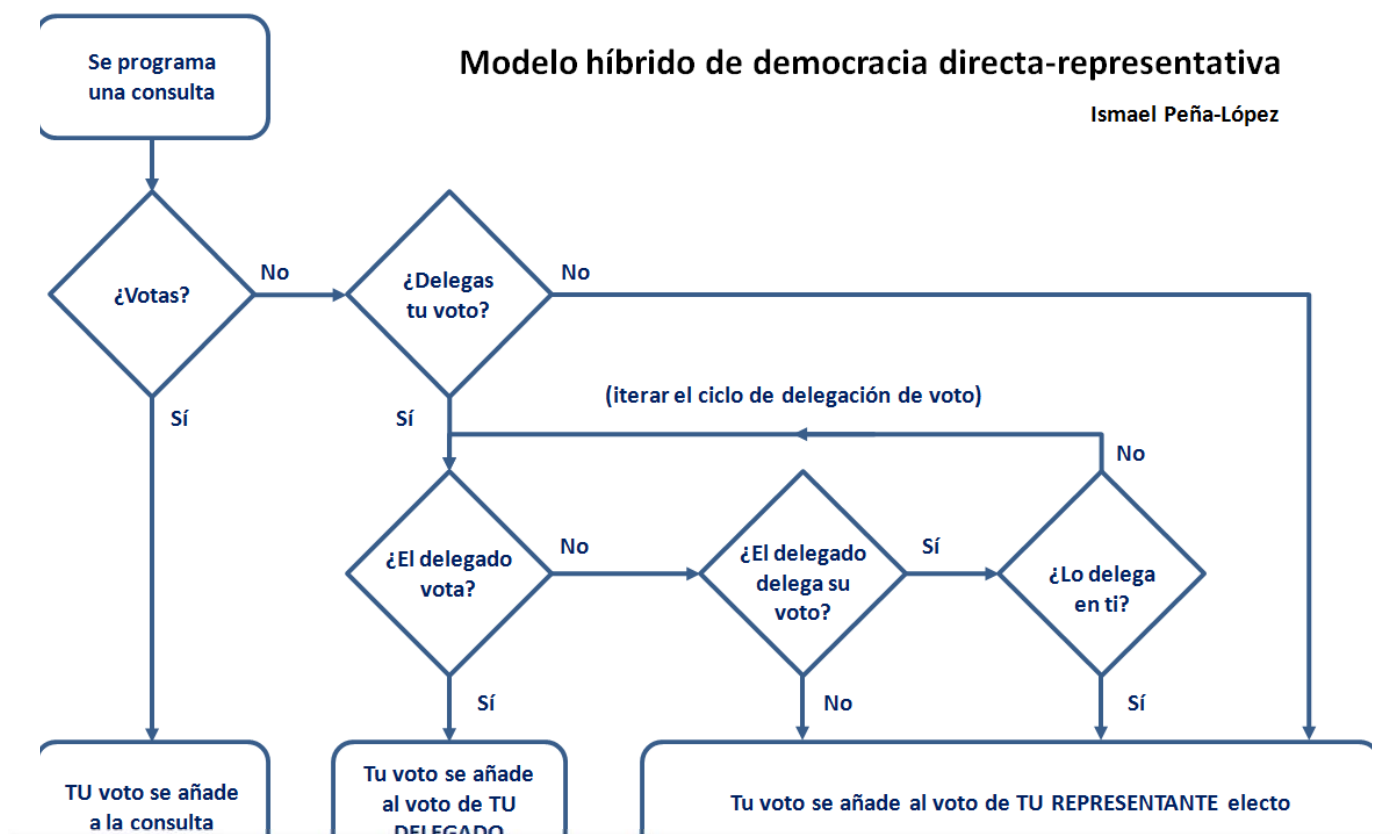 Se programa
una consulta
Modelo híbrido de democracia directa-representativa
Ismael Peña-López
¿Votas?
No
¿Delegas
tu voto?
No
Sí
Sí
(iterar el ciclo de delegación de voto)
No
¿El delegado
vota?
No
¿El delegado
delega su
voto?
Sí
¿Lo delega
en ti?
Sí
No
Sí
TU voto se añade
a la consulta
Tu voto se añade
al voto de TU
DELEGADO
Tu voto se añade al voto de TU REPRESENTANTE electo